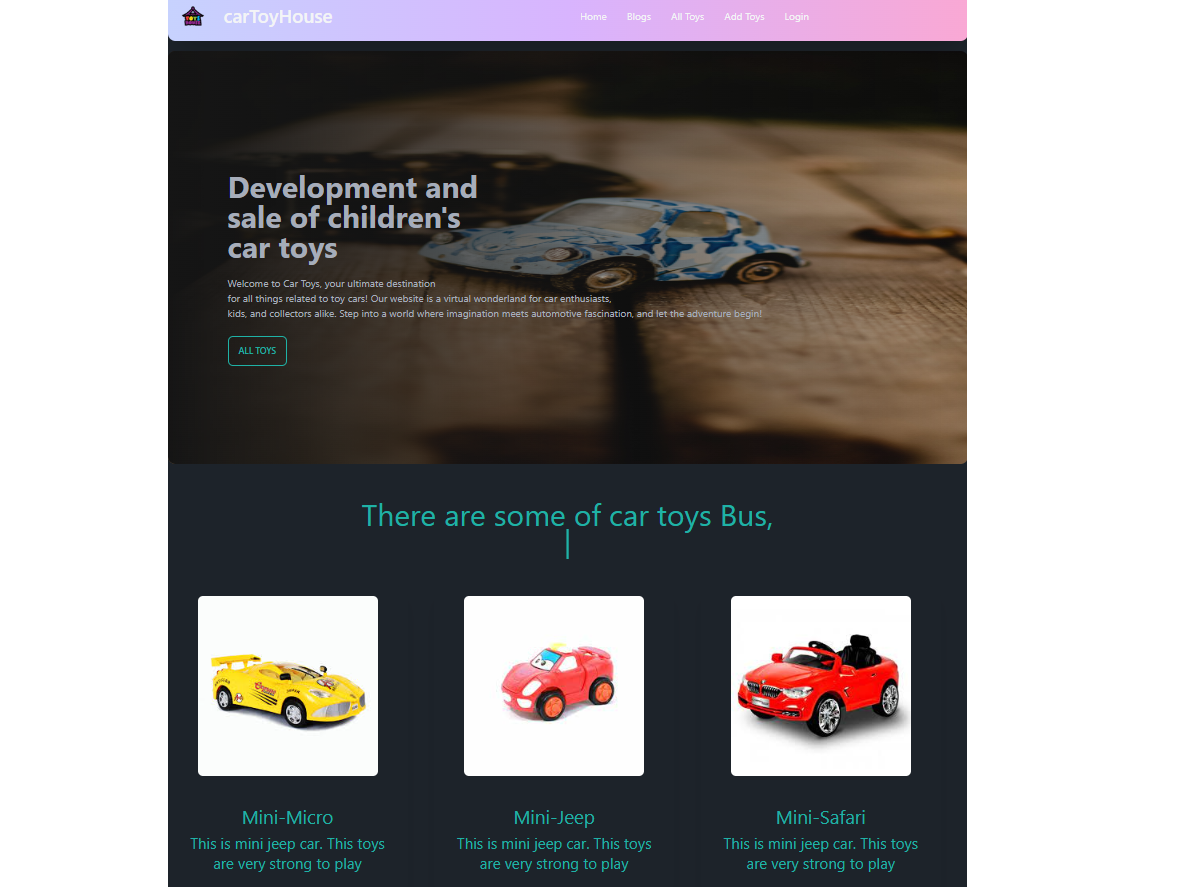 TOYS
carToyHouse
Home Blogs All Toys Add Toys Login
Development and
sale of children's
car toys
Welcome to Car Toys, your ultimate destination
for all things related to toy cars! Our website is a virtual wonderland for car enthusiasts,
kids, and collectors alike. Step into a world where imagination meets automotive fascination, and let the adventure begin!
ALL TOYS
There are some of car toys Bus,
Mini-Micro
This is mini jeep car. This toys
are very strong to play
Mini-Jeep
This is mini jeep car. This toys
are very strong to play
Mini-Safari
This is mini jeep car. This toys
are very strong to play